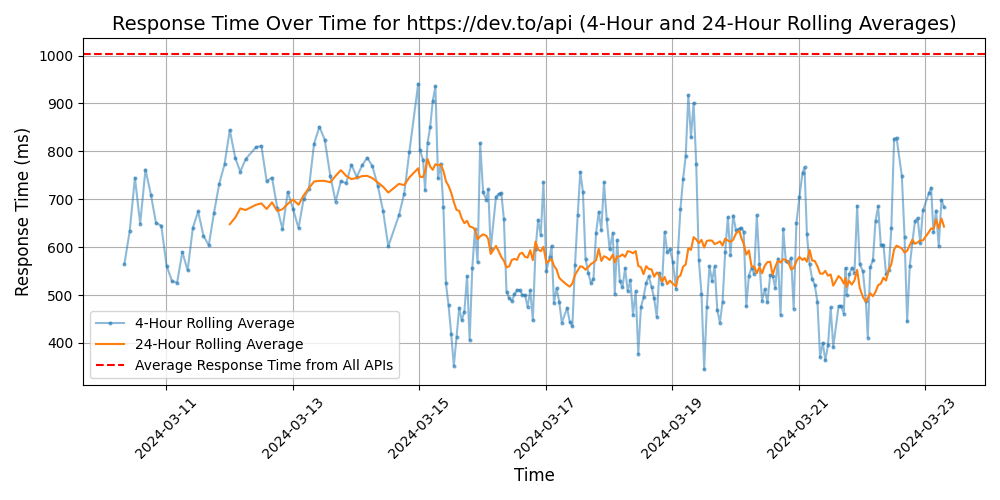 Response Time Over Time for https://dev.to/api (4-Hour and 24-Hour Rolling Averages)
Response Time (ms)
1000
900
800
700
600
500
400
4-Hour Rolling Average
24-Hour Rolling Average
Average Response Time from All APIs
2024-03-11
2024-03-13
2024-03-15
2024-03-17
2024-03-19
2024-03-21
2024-03-23
Time